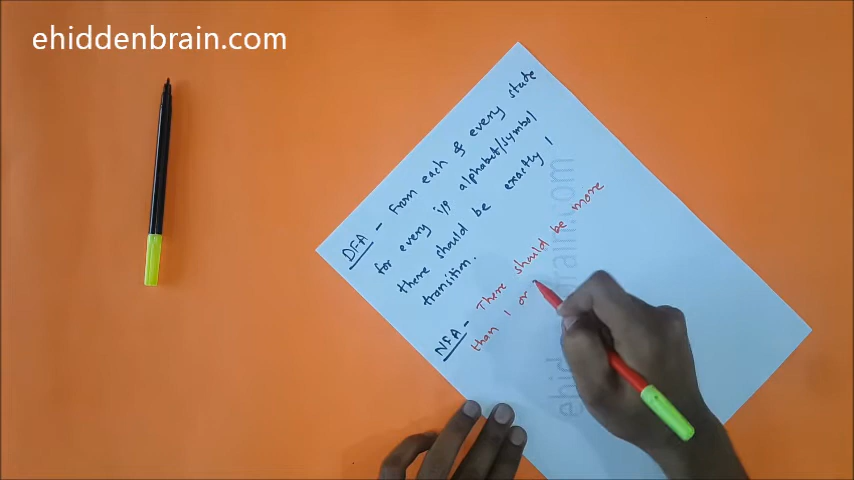 ehiddenbrain.com
DFA - From each & every state
for every i/p alphabet/symbol
there should be exactly 1
transition.
NFA - There should be more
than 1 or